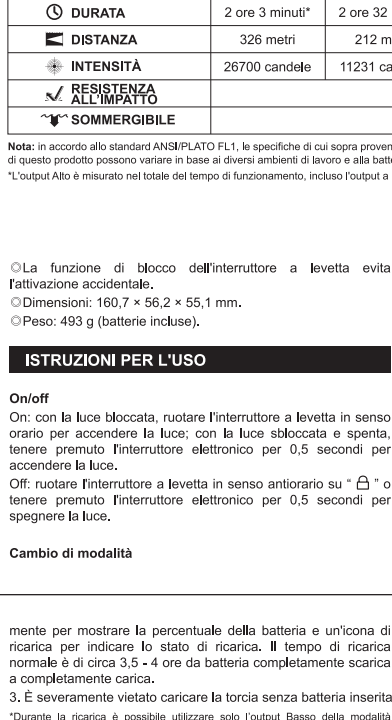 DURATA 2 ore 3 minuti* 2 ore 32
DISTANZA 326 metri 212 m
INTENSITÀ 26700 candele 11231 ca
RESISTENZA
ALL'IMPATTO
SOMMERGIBILE
Nota: in accordo allo standard ANSI/PLATO FL1, le specifiche di cui sopra proven
di questo prodotto possono variare in base ai diversi ambienti di lavoro e alla batte
*L'output Alto è misurato nel totale del tempo di funzionamento, incluso l'output a
◎La funzione di blocco dell'interruttore a levetta evita
l'attivazione accidentale.
◎Dimensioni: 160,7 × 56,2 × 55,1 mm.
◎Peso: 493 g (batterie incluse).
ISTRUZIONI PER L'USO
On/off
On: con la luce bloccata, ruotare l'interruttore a levetta in senso
orario per accendere la luce; con la luce sbloccata e spenta,
tenere premuto l'interruttore elettronico per 0,5 secondi per
accendere la luce.
Off: ruotare l'interruttore a levetta in senso antiorario su “ ” o
tenere premuto l'interruttore elettronico per 0,5 secondi per
spegnere la luce.
Cambio di modalità
mente per mostrare la percentuale della batteria e un'icona di
ricarica per indicare lo stato di ricarica. Il tempo di ricarica
normale è di circa 3,5 - 4 ore da batteria completamente scarica
a completamente carica.
3. È severamente vietato caricare la torcia senza batteria inserita
*Durante la ricarica è possibile utilizzare solo l'output Basso della modalità